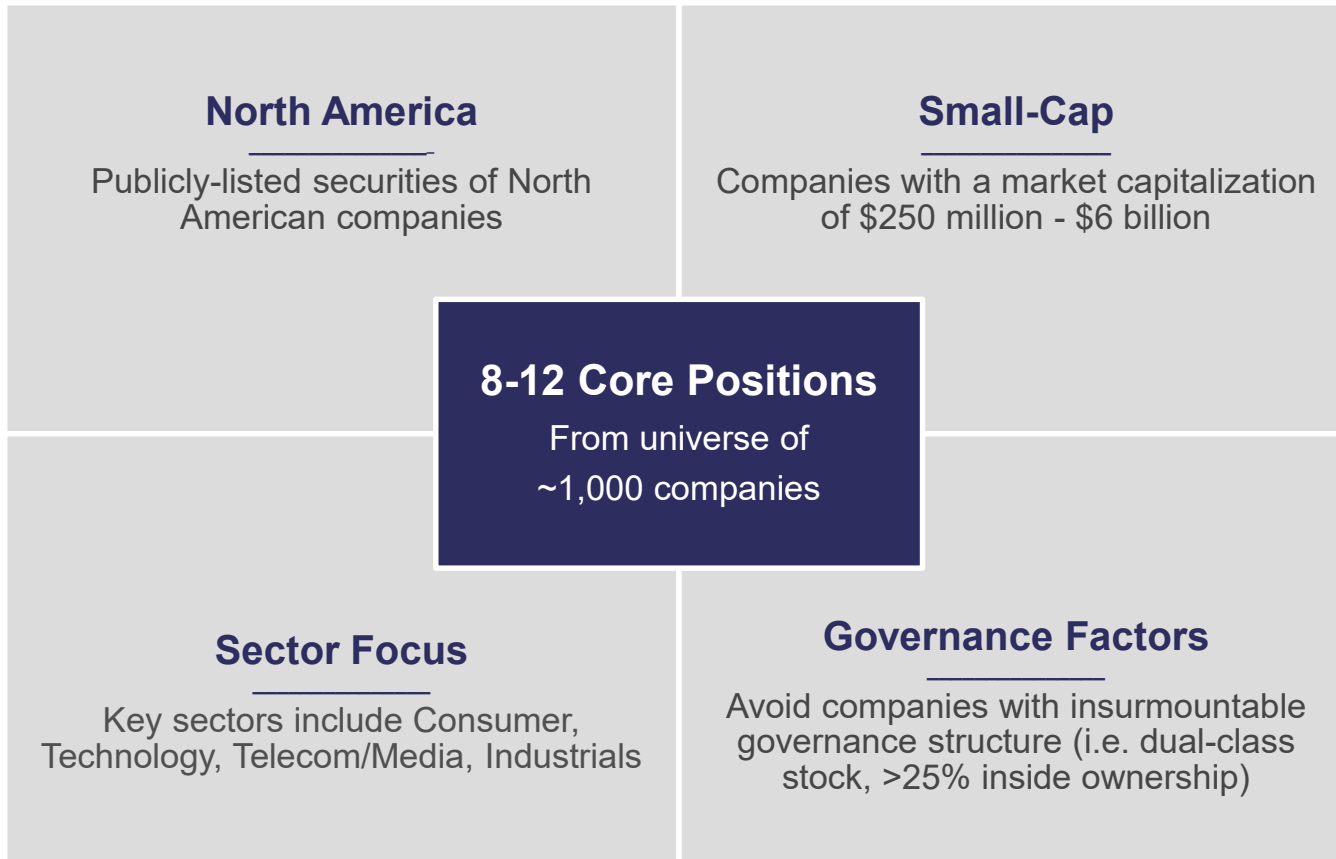 North America
Publicly-listed securities of North
American companies
Small-Cap
Companies with a market capitalization
of $250 million - $6 billion
8-12 Core Positions
From universe of
~1,000 companies
Sector Focus
Key sectors include Consumer,
Technology, Telecom/Media, Industrials
Governance Factors
Avoid companies with insurmountable
governance structure (i.e. dual-class
stock, >25% inside ownership)